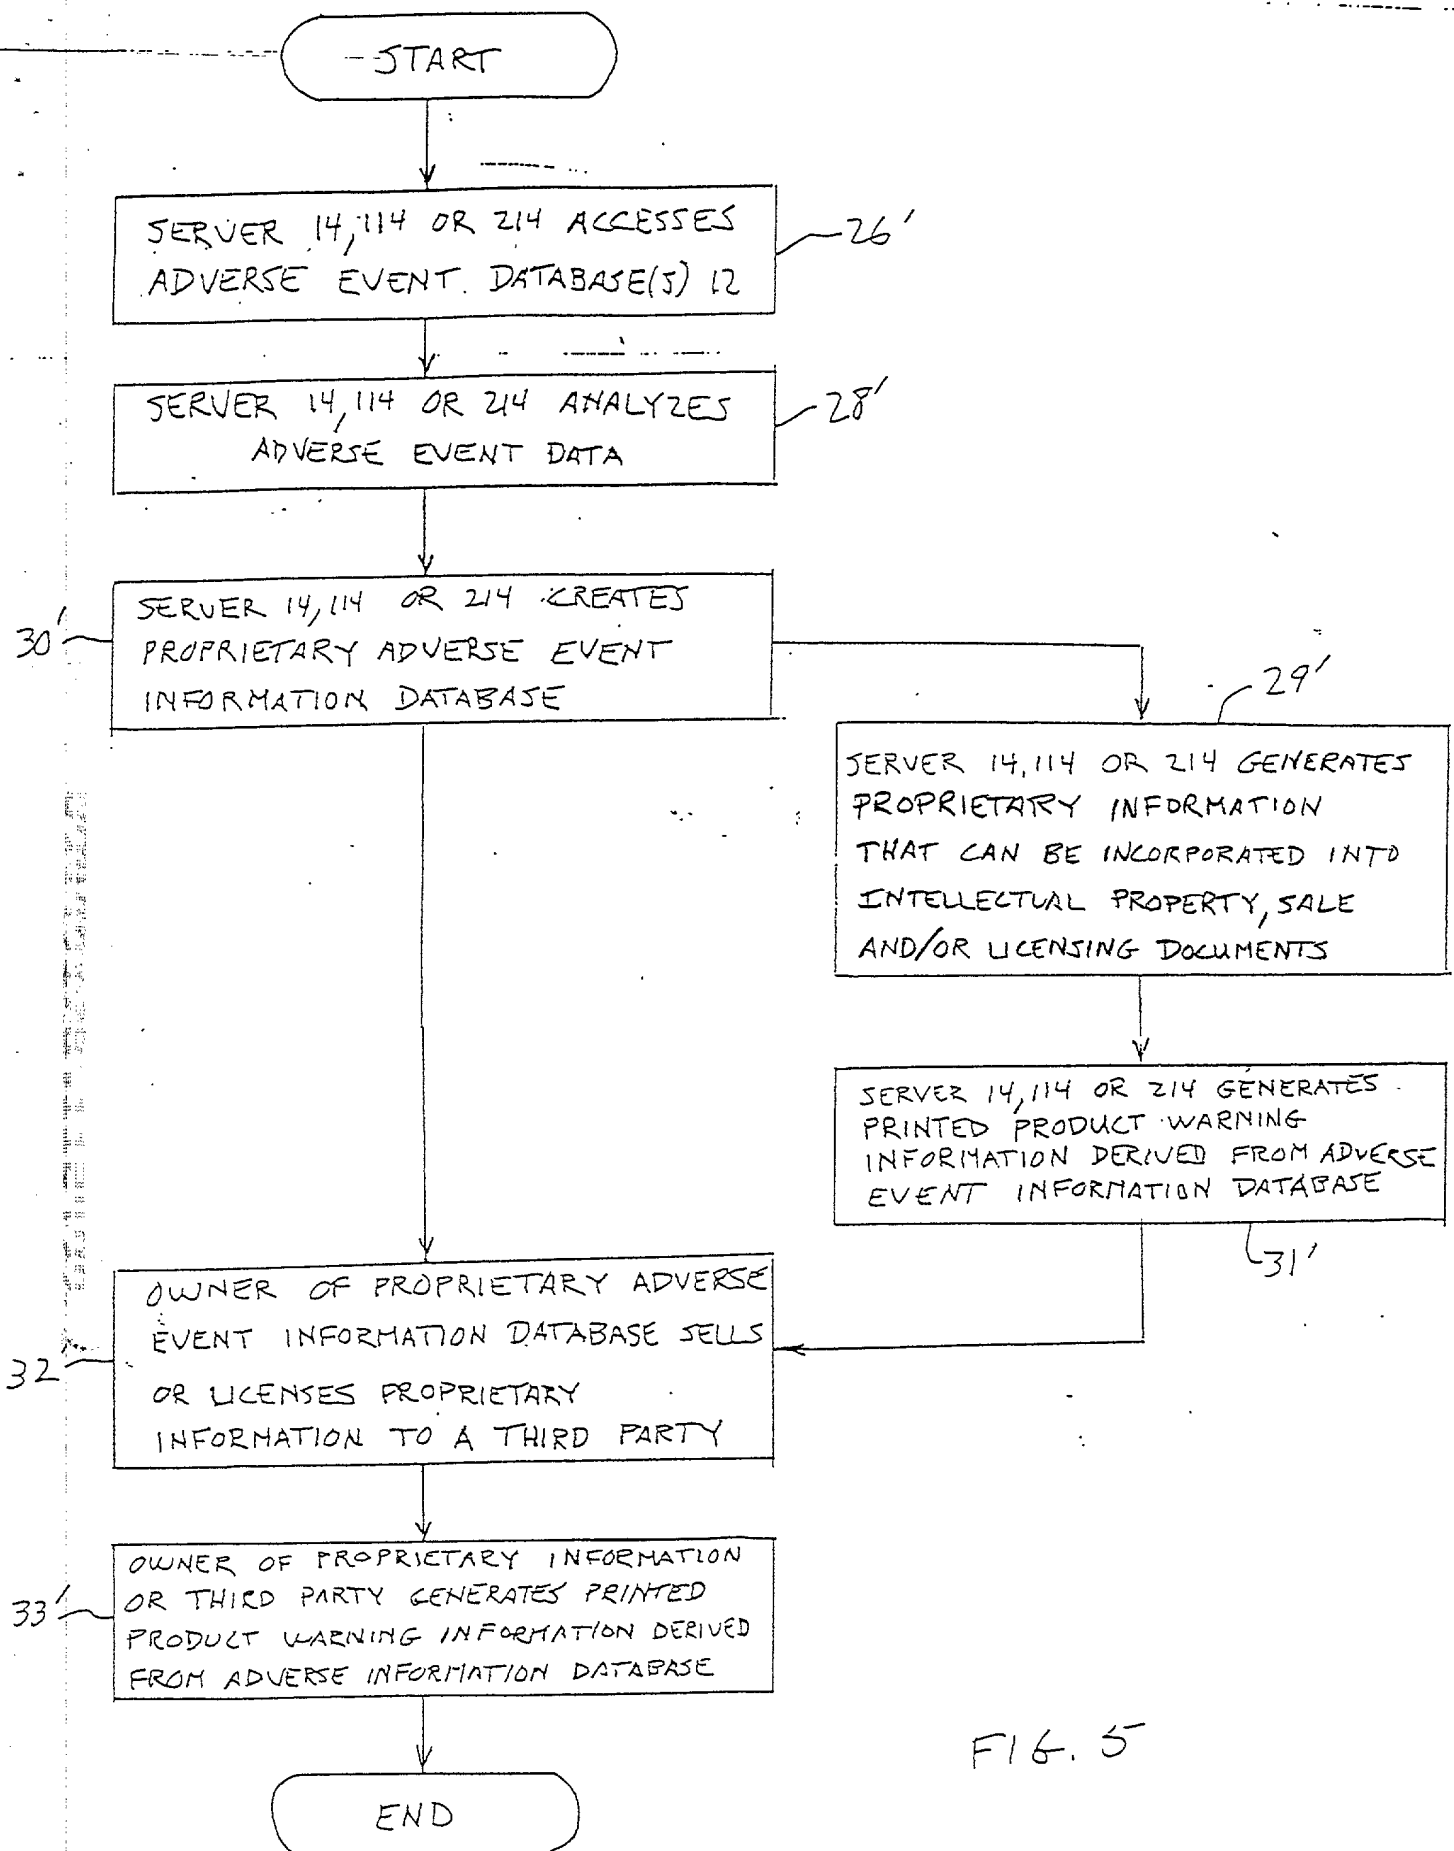 START
SERVER 14,114 OR 214 ACCESSES
ADVERSE EVENT DATABASE(S) 12
26'
SERVER 14,114 OR 214 ANALYZES
ADVERSE EVENT DATA
28'
SERVER 14,114 OR 214 CREATES
PROPRIETARY ADVERSE EVENT
INFORMATION DATABASE
30'
29'
SERVER 14,114 OR 214 GENERATES
PROPRIETARY INFORMATION
THAT CAN BE INCORPORATED INTO
INTELLECTUAL PROPERTY, SALE
AND/OR LICENSING DOCUMENTS
SERVER 14,114 OR 214 GENERATES
PRINTED PRODUCT WARNING
INFORMATION DERIVED FROM ADVERSE
EVENT INFORMATION DATABASE
31'
OWNER OF PROPRIETARY ADVERSE
EVENT INFORMATION DATABASE SELLS
OR LICENSES PROPRIETARY
INFORMATION TO A THIRD PARTY
32
OWNER OF PROPRIETARY INFORMATION
OR THIRD PARTY GENERATES PRINTED
PRODUCT WARNING INFORMATION DERIVED
FROM ADVERSE INFORMATION DATABASE
33'
END
FIG. 5